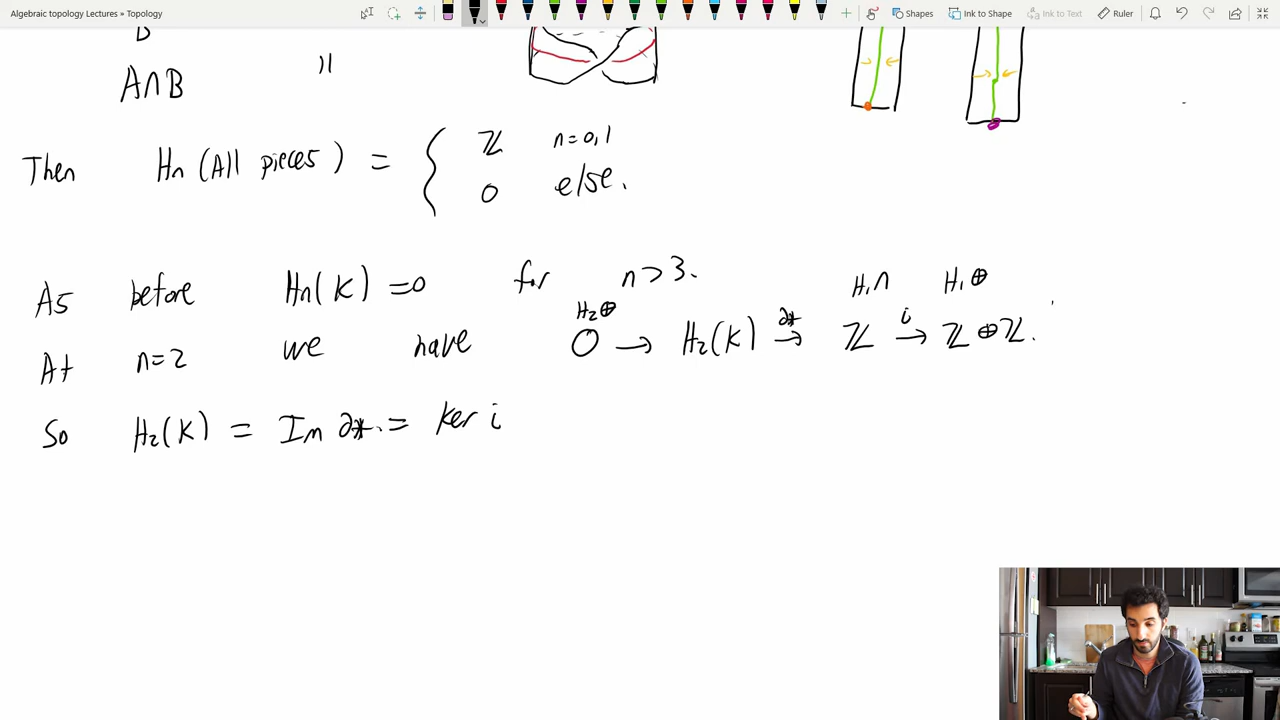 Algebraic topology Lectures » Topology
Shapes
Ink to Shape
Ink to Text
Ruler
B
A∩B
''
Then Hn (All pieces) = { ℤ n=0,1
0 else.
As before Hn(K) = 0 for n>3.
H₂⊕ H₁∩ H₁⊕
At n=2 we have 0 → H₂(K) ∂* → ℤ i → ℤ⊕ℤ.
So H₂(K) = Im ∂*. = ker i